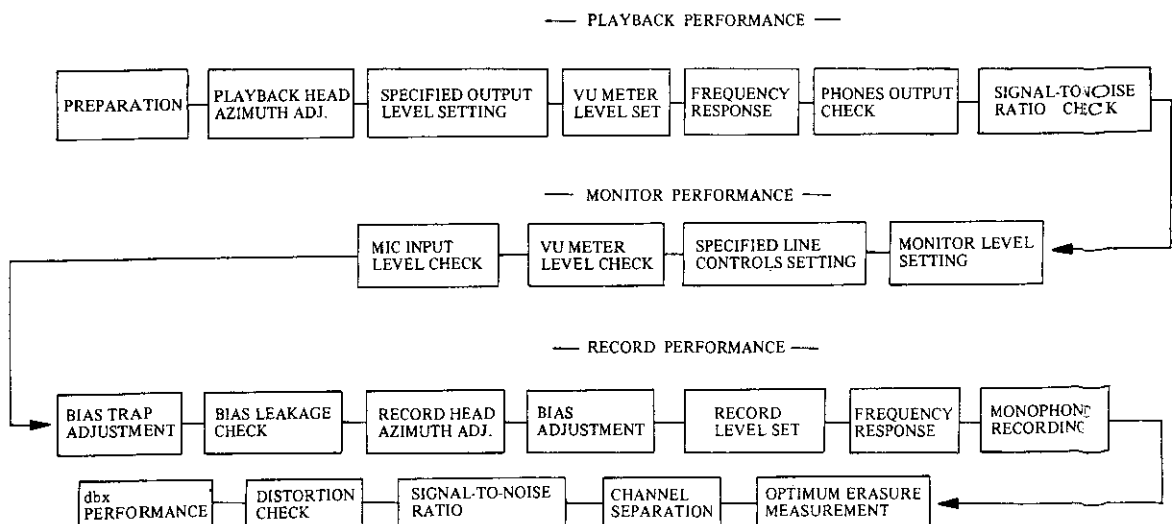 — PLAYBACK PERFORMANCE —
PREPARATION
PLAYBACK HEAD
AZIMUTH ADJ.
SPECIFIED OUTPUT
LEVEL SETTING
VU METER
LEVEL SET
FREQUENCY
RESPONSE
PHONES OUTPUT
CHECK
SIGNAL-TO-NOISE
RATIO CHECK
— MONITOR PERFORMANCE —
MIC INPUT
LEVEL CHECK
VU METER
LEVEL CHECK
SPECIFIED LINE
CONTROLS SETTING
MONITOR LEVEL
SETTING
— RECORD PERFORMANCE —
BIAS TRAP
ADJUSTMENT
BIAS LEAKAGE
CHECK
RECORD HEAD
AZIMUTH ADJ.
BIAS
ADJUSTMENT
RECORD
LEVEL SET
FREQUENCY
RESPONSE
MONOPHONIC
RECORDING
dbx
PERFORMANCE
DISTORTION
CHECK
SIGNAL-TO-NOISE
RATIO
CHANNEL
SEPARATION
OPTIMUM ERASURE
MEASUREMENT